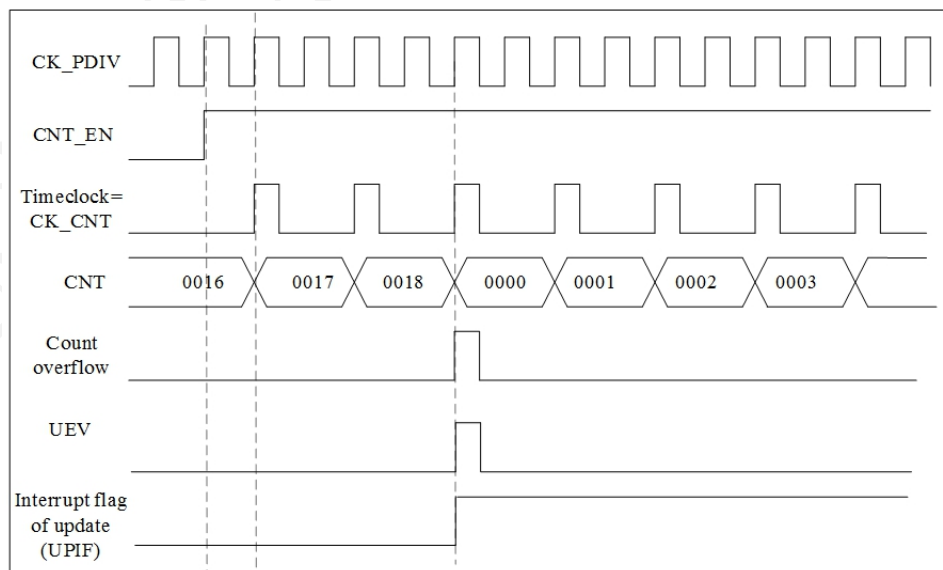 CK_PDIV
CNT_EN
Timeclock=
CK_CNT
CNT 0016 0017 0018 0000 0001 0002 0003
Count
overflow
UEV
Interrupt flag
of update
(UPIF)